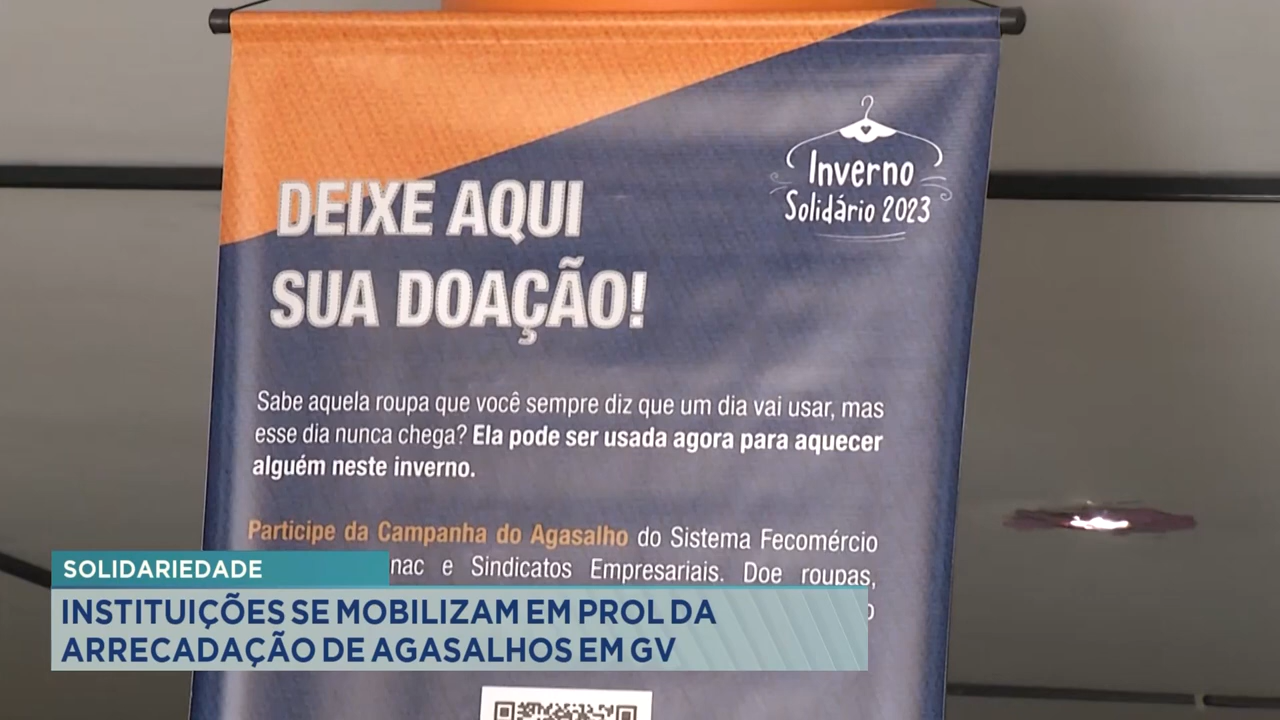 Inverno
Solidário 2023
DEIXE AQUI
SUA DOAÇÃO!
Sabe aquela roupa que você sempre diz que um dia vai usar, mas
esse dia nunca chega? Ela pode ser usada agora para aquecer
alguém neste inverno.
Participe da Campanha do Agasalho do Sistema Fecomércio
e Sindicatos Empresariais. Doe roupas,
SOLIDARIEDADE
INSTITUIÇÕES SE MOBILIZAM EM PROL DA
ARRECADAÇÃO DE AGASALHOS EM GV